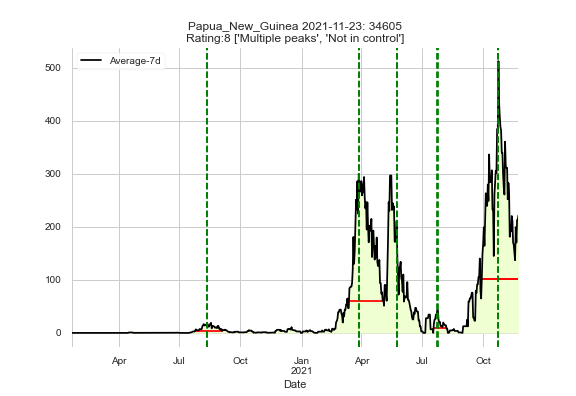 Papua_New_Guinea 2021-11-23: 34605
Rating:8 ['Multiple peaks', 'Not in control']
Average-7d
500
400
300
200
100
0
Apr Jul Oct Jan Apr Jul Oct
2021
Date